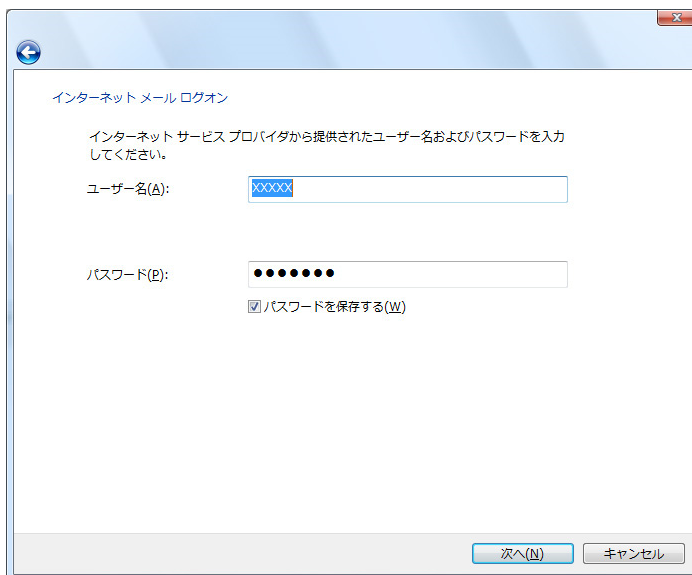 インターネット メール ログオン
インターネット サービス プロバイダから提供されたユーザー名およびパスワードを入力
してください。
ユーザー名(A):
XXXXX
パスワード(P):
●●●●●●●
パスワードを保存する(W)
次へ(N)
キャンセル